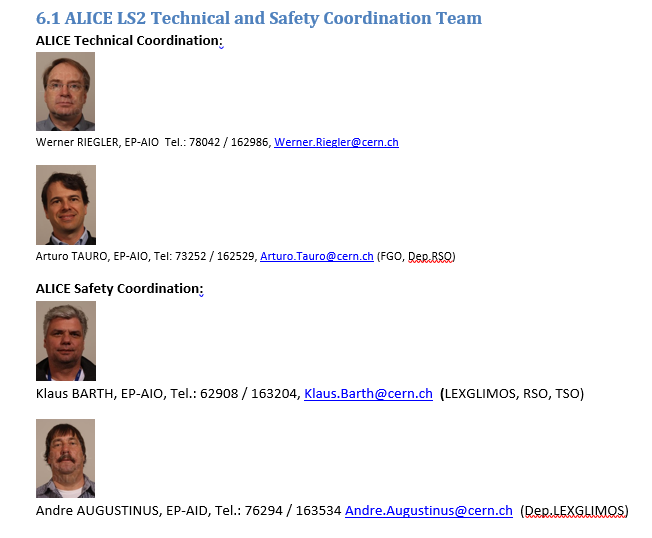 6.1 ALICE LS2 Technical and Safety Coordination Team
ALICE Technical Coordination:
Werner RIEGLER, EP-AIO Tel.: 78042 / 162986, Werner.Riegler@cern.ch
Arturo TAURO, EP-AIO, Tel: 73252 / 162529, Arturo.Tauro@cern.ch (FGO, Dep.RSO)
ALICE Safety Coordination:
Klaus BARTH, EP-AIO, Tel.: 62908 / 163204, Klaus.Barth@cern.ch (LEXGLIMOS, RSO, TSO)
Andre AUGUSTINUS, EP-AID, Tel.: 76294 / 163534 Andre.Augustinus@cern.ch (Dep.LEXGLIMOS)